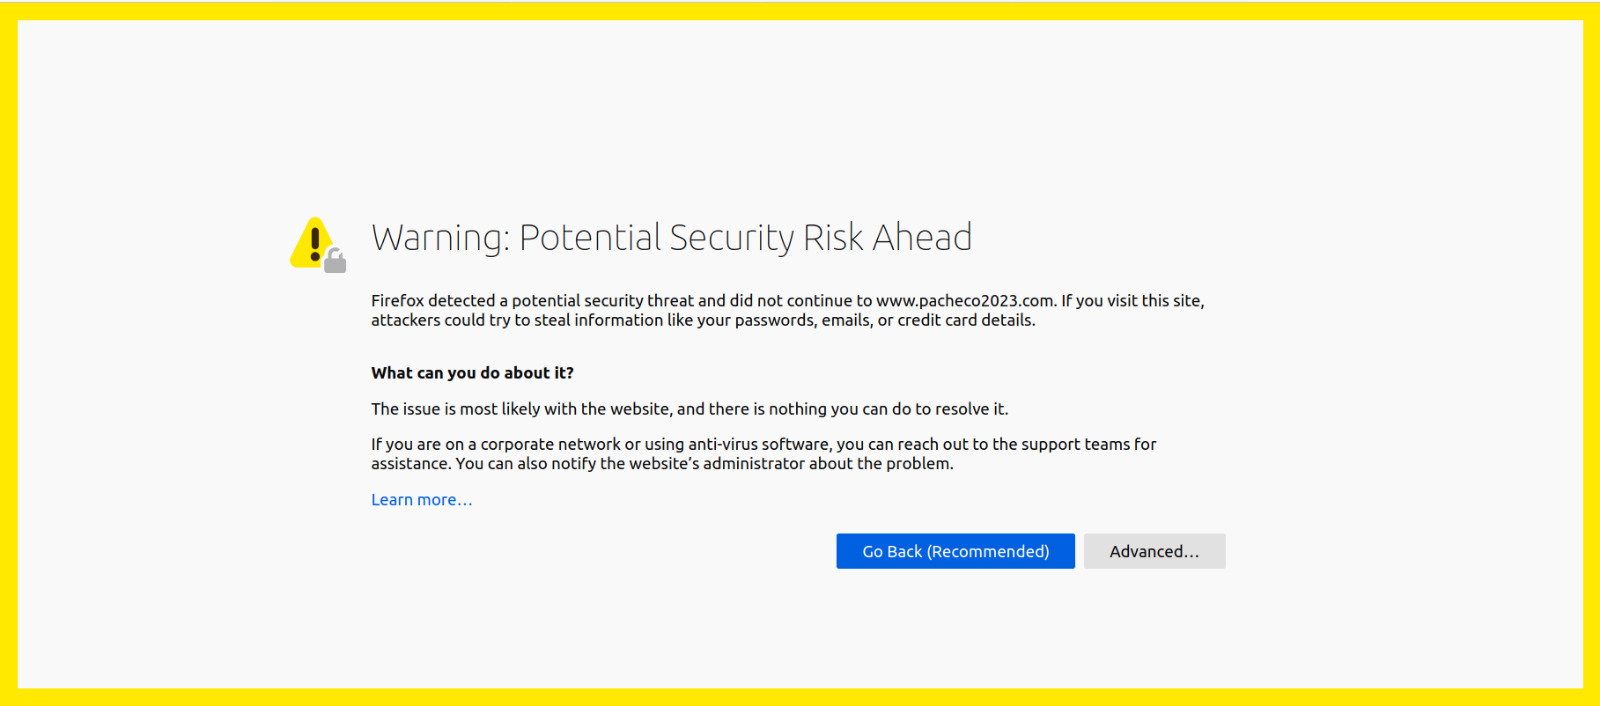 Warning: Potential Security Risk Ahead
Firefox detected a potential security threat and did not continue to www.pacheco2023.com. If you visit this site,
attackers could try to steal information like your passwords, emails, or credit card details.
What can you do about it?
The issue is most likely with the website, and there is nothing you can do to resolve it.
If you are on a corporate network or using anti-virus software, you can reach out to the support teams for
assistance. You can also notify the website’s administrator about the problem.
Learn more…
Go Back (Recommended)
Advanced…